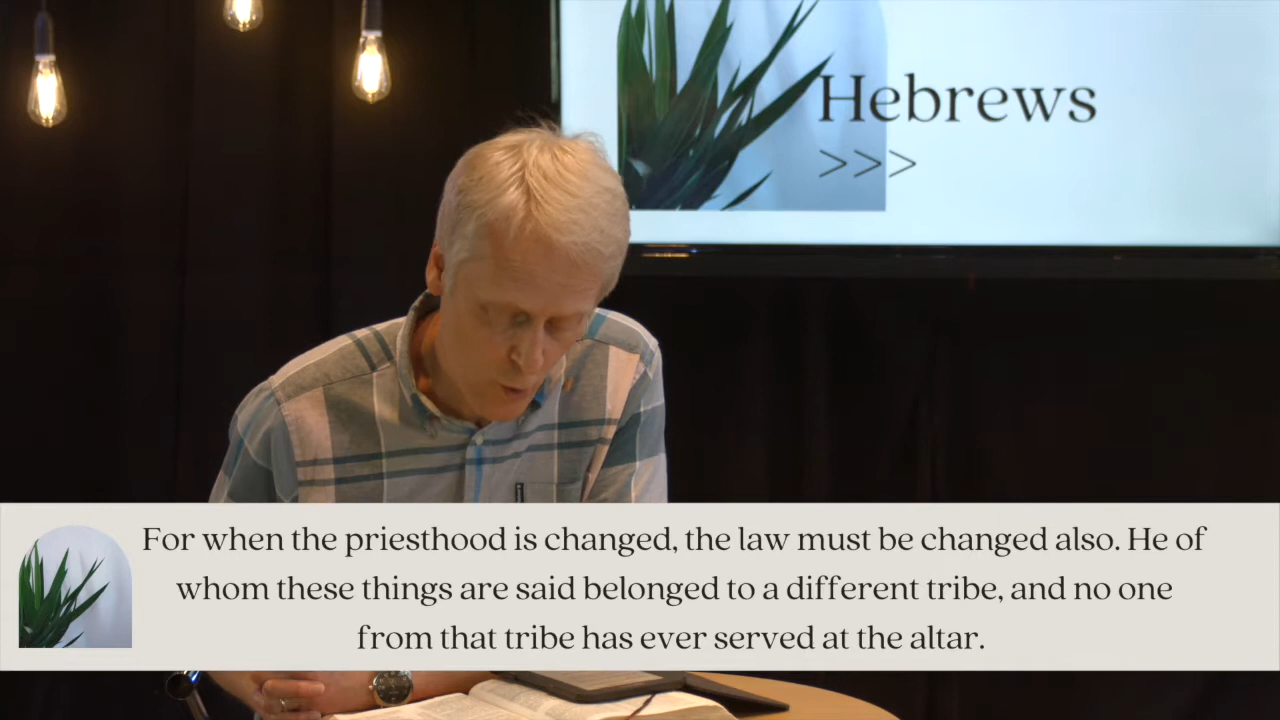 Hebrews
>>>
For when the priesthood is changed, the law must be changed also. He of
whom these things are said belonged to a different tribe, and no one
from that tribe has ever served at the altar.